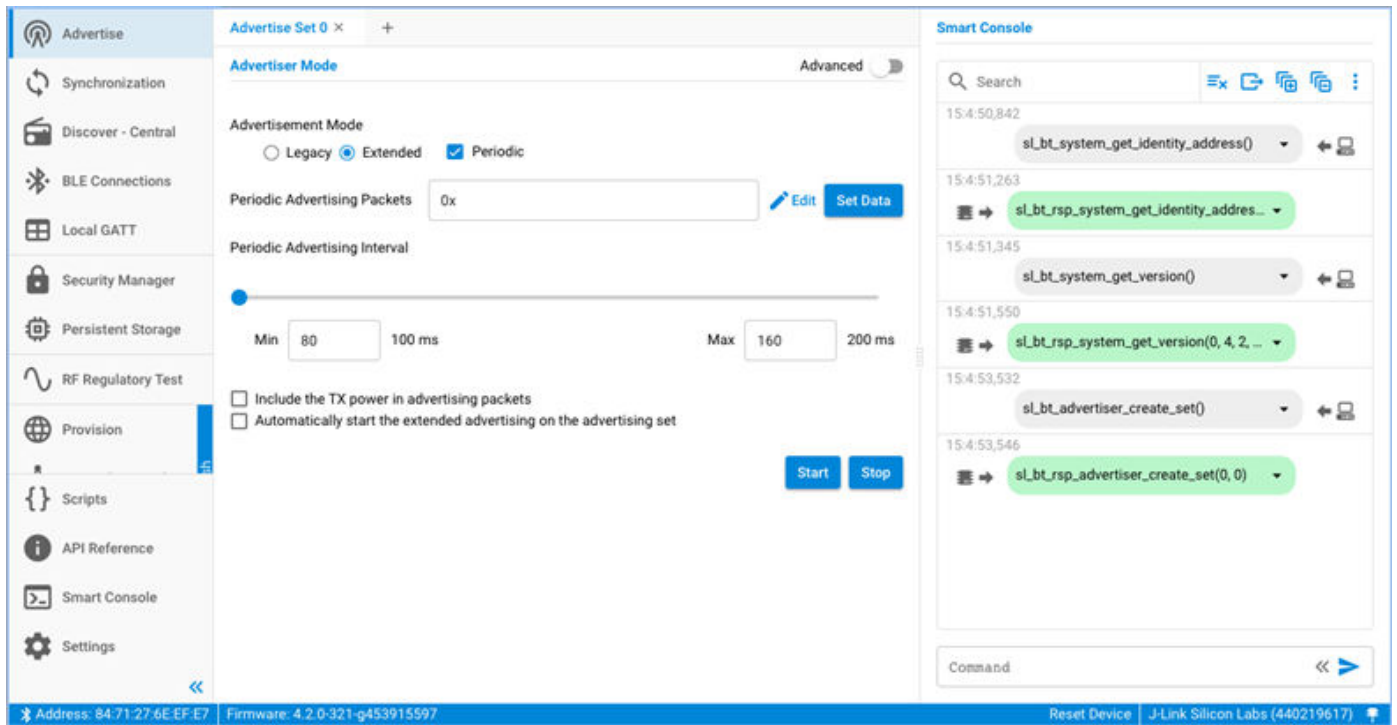 Advertise
Synchronization
Discover - Central
BLE Connections
Local GATT
Security Manager
Persistent Storage
RF Regulatory Test
Provision
Scripts
API Reference
Smart Console
Settings
Advertise Set 0 × +
Advertiser Mode
Advanced
Advertisement Mode
Legacy Extended Periodic
Periodic Advertising Packets 0x Edit Set Data
Periodic Advertising Interval
Min 80 100 ms Max 160 200 ms
Include the TX power in advertising packets
Automatically start the extended advertising on the advertising set
Start Stop
Smart Console
Search
15:4:50,842
sl_bt_system_get_identity_address()
15:4:51,263
sl_bt_rsp_system_get_identity_addres...
15:4:51,345
sl_bt_system_get_version()
15:4:51,550
sl_bt_rsp_system_get_version(0, 4, 2, ...
15:4:53,532
sl_bt_advertiser_create_set()
15:4:53,546
sl_bt_rsp_advertiser_create_set(0, 0)
Command
Address: 84:71:27:6E:EF:E7 Firmware: 4.2.0-321-g453915597 Reset Device J-Link Silicon Labs (440219617)